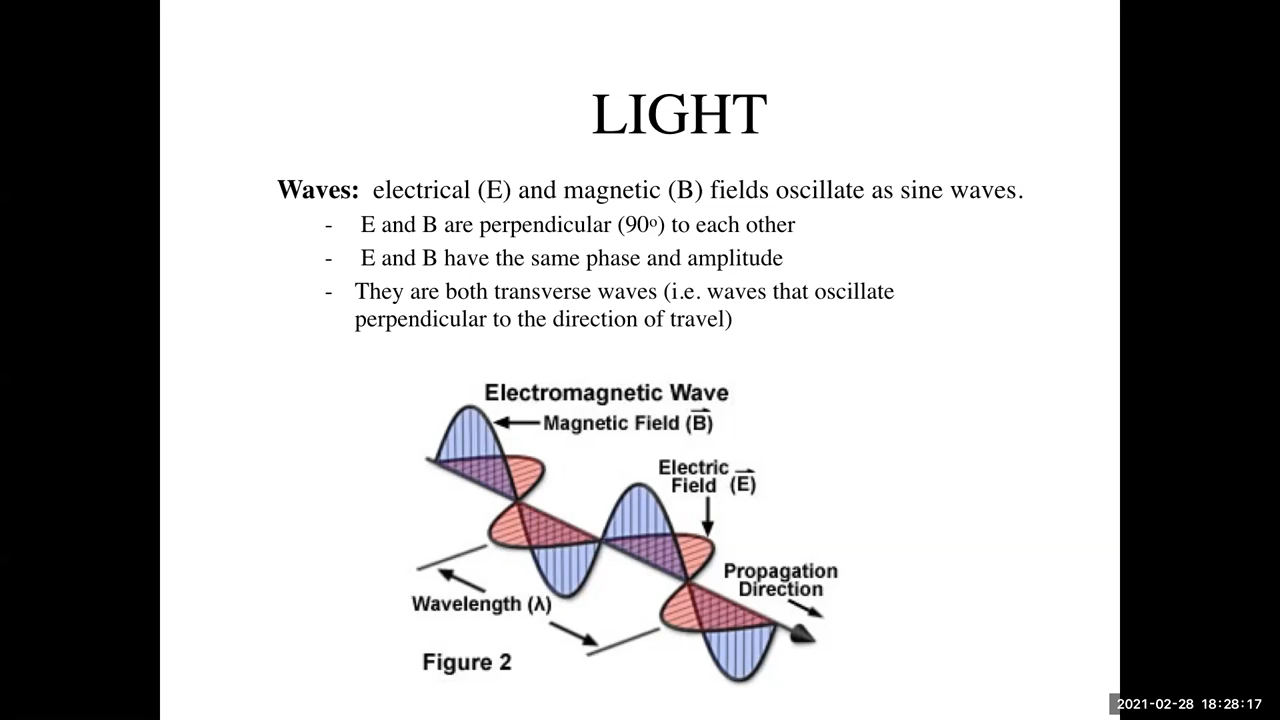 LIGHT
Waves: electrical (E) and magnetic (B) fields oscillate as sine waves.
- E and B are perpendicular (90º) to each other
- E and B have the same phase and amplitude
- They are both transverse waves (i.e. waves that oscillate
perpendicular to the direction of travel)
Electromagnetic Wave
Magnetic Field (B⃗)
Electric
Field (E⃗)
Propagation
Direction
Wavelength (λ)
Figure 2
2021-02-28 18:28:17